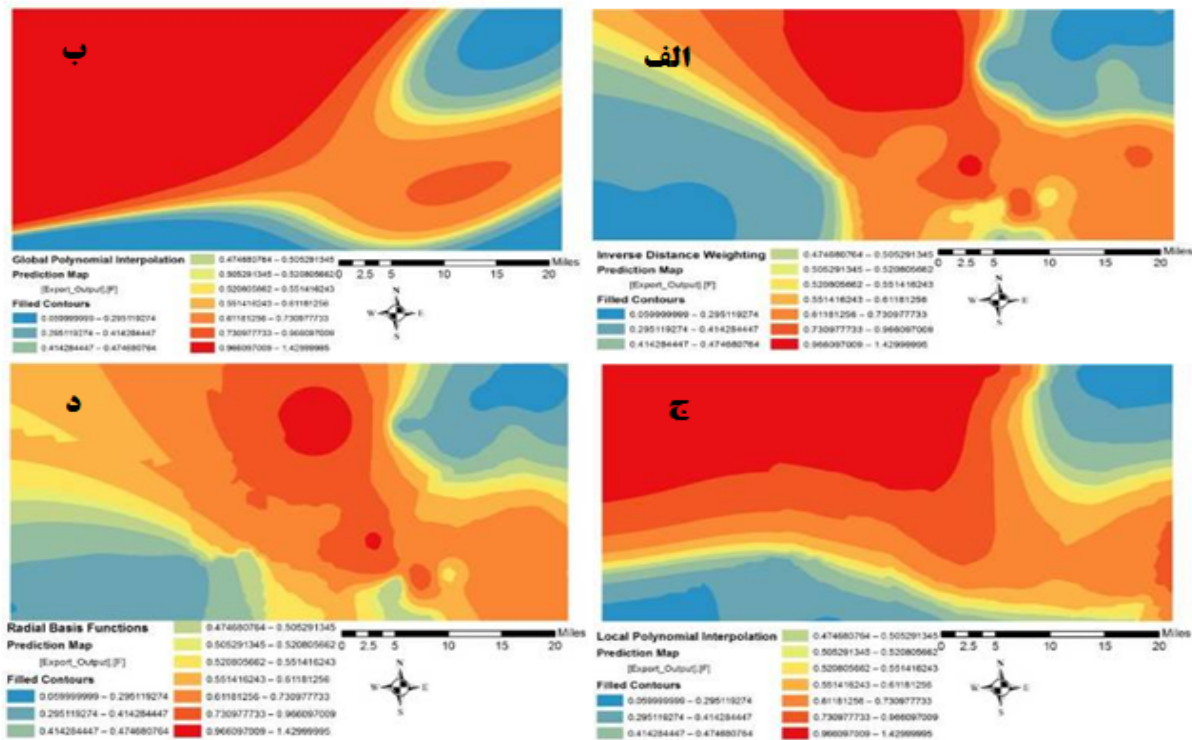 الف
Inverse Distance Weighting
Prediction Map
[Export_Output].[F]
Filled Contours
0.059999999 – 0.295119274
0.295119274 – 0.414284447
0.414284447 – 0.474680764
0.474680764 – 0.505291345
0.505291345 – 0.520805662
0.520805662 – 0.551416243
0.551416243 – 0.61181256
0.61181256 – 0.730977733
0.730977733 – 0.966097009
0.966097009 – 1.42999995
Miles
0 2.5 5 10 15 20
N
W E
S
ب
Global Polynomial Interpolation
Prediction Map
[Export_Output].[F]
Filled Contours
0.059999999 – 0.295119274
0.295119274 – 0.414284447
0.414284447 – 0.474680764
0.474680764 – 0.505291345
0.505291345 – 0.520805662
0.520805662 – 0.551416243
0.551416243 – 0.61181256
0.61181256 – 0.730977733
0.730977733 – 0.966097009
0.966097009 – 1.42999995
Miles
0 2.5 5 10 15 20
N
W E
S
ج
Local Polynomial Interpolation
Prediction Map
[Export_Output].[F]
Filled Contours
0.059999999 – 0.295119274
0.295119274 – 0.414284447
0.414284447 – 0.474680764
0.474680764 – 0.505291345
0.505291345 – 0.520805662
0.520805662 – 0.551416243
0.551416243 – 0.61181256
0.61181256 – 0.730977733
0.730977733 – 0.966097009
0.966097009 – 1.42999995
Miles
0 2.5 5 10 15 20
N
W E
S
د
Radial Basis Functions
Prediction Map
[Export_Output].[F]
Filled Contours
0.059999999 – 0.295119274
0.295119274 – 0.414284447
0.414284447 – 0.474680764
0.474680764 – 0.505291345
0.505291345 – 0.520805662
0.520805662 – 0.551416243
0.551416243 – 0.61181256
0.61181256 – 0.730977733
0.730977733 – 0.966097009
0.966097009 – 1.42999995
Miles
0 2.5 5 10 15 20
N
W E
S